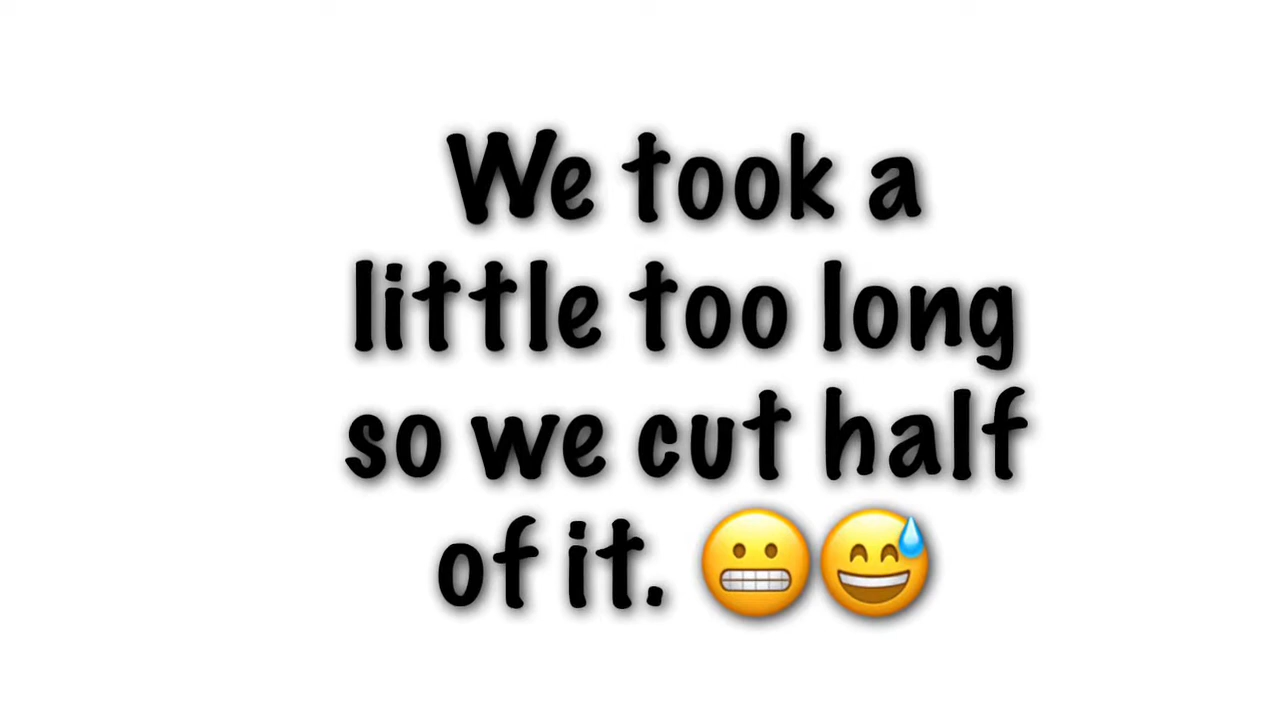 We took a
little too long
so we cut half
of it. 😬😅